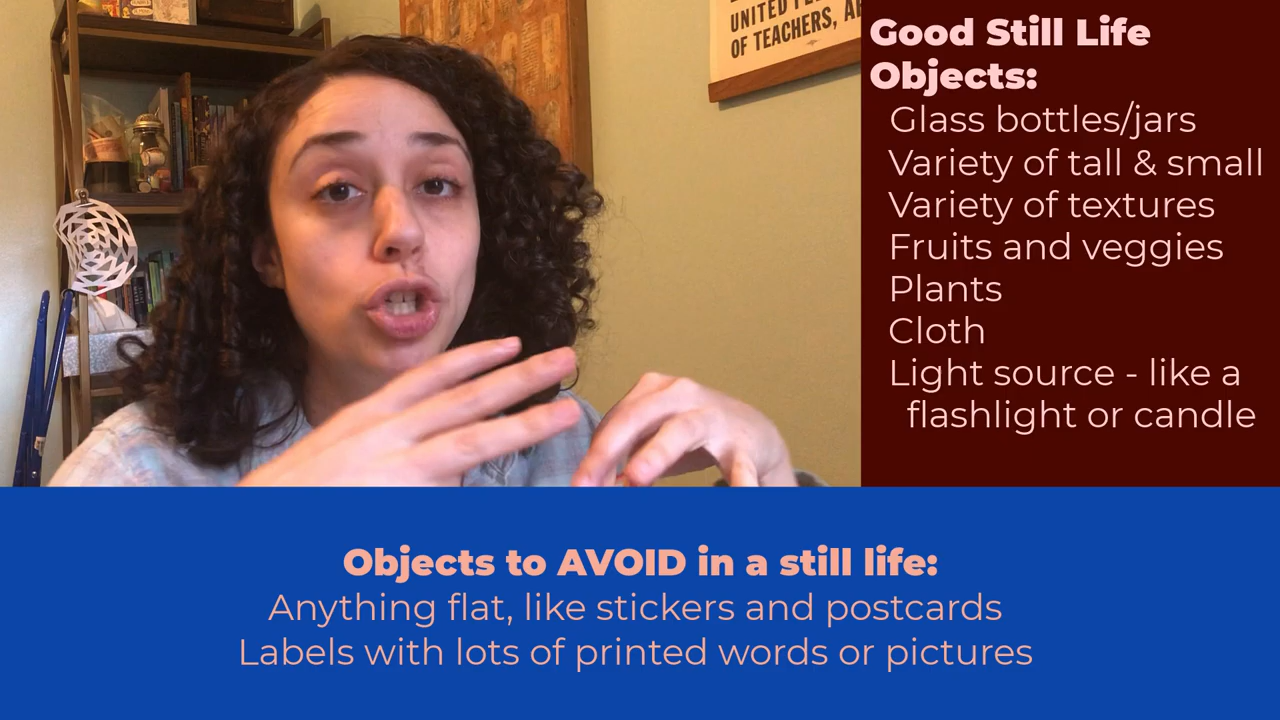 UNITED
OF TEACHERS,
Good Still Life
Objects:
Glass bottles/jars
Variety of tall & small
Variety of textures
Fruits and veggies
Plants
Cloth
Light source - like a
flashlight or candle
Objects to AVOID in a still life:
Anything flat, like stickers and postcards
Labels with lots of printed words or pictures